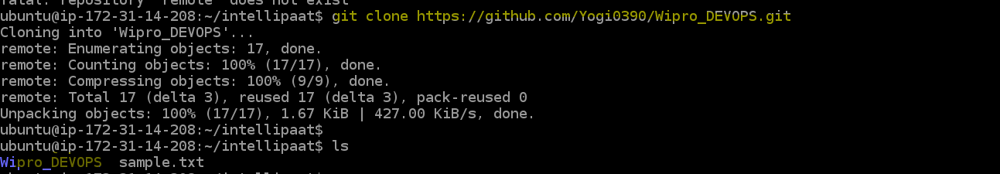 fatal: repository 'remote' does not exist
ubuntu@ip-172-31-14-208:~/intellipaat$ git clone https://github.com/Yogi0390/Wipro_DEVOPS.git
Cloning into 'Wipro_DEVOPS'...
remote: Enumerating objects: 17, done.
remote: Counting objects: 100% (17/17), done.
remote: Compressing objects: 100% (9/9), done.
remote: Total 17 (delta 3), reused 17 (delta 3), pack-reused 0
Unpacking objects: 100% (17/17), 1.67 KiB | 427.00 KiB/s, done.
ubuntu@ip-172-31-14-208:~/intellipaat$
ubuntu@ip-172-31-14-208:~/intellipaat$ ls
Wipro_DEVOPS  sample.txt